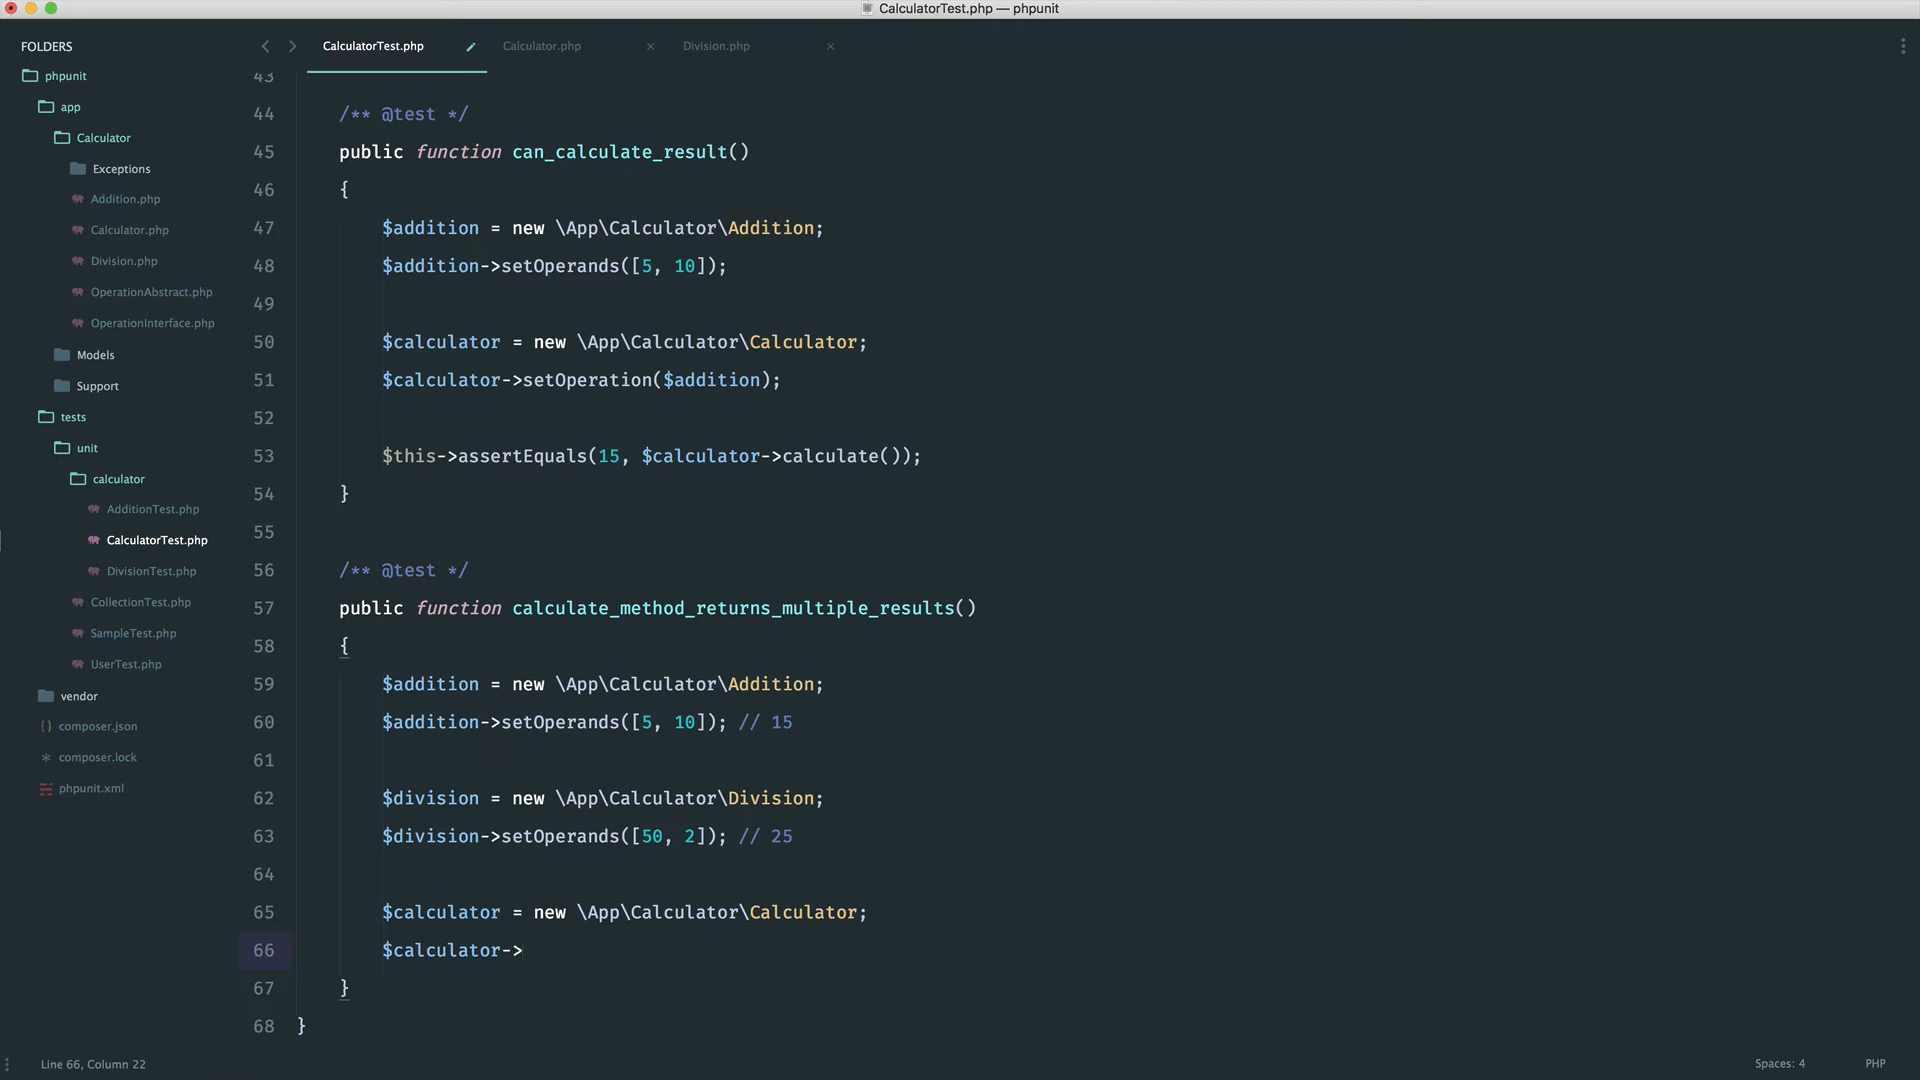 CalculatorTest.php — phpunit
FOLDERS
phpunit
app
Calculator
Exceptions
Addition.php
Calculator.php
Division.php
OperationAbstract.php
OperationInterface.php
Models
Support
tests
unit
calculator
AdditionTest.php
CalculatorTest.php
DivisionTest.php
CollectionTest.php
SampleTest.php
UserTest.php
vendor
composer.json
composer.lock
phpunit.xml
CalculatorTest.php Calculator.php × Division.php ×
43
44 /** @test */
45 public function can_calculate_result()
46 {
47 $addition = new \App\Calculator\Addition;
48 $addition->setOperands([5, 10]);
49
50 $calculator = new \App\Calculator\Calculator;
51 $calculator->setOperation($addition);
52
53 $this->assertEquals(15, $calculator->calculate());
54 }
55
56 /** @test */
57 public function calculate_method_returns_multiple_results()
58 {
59 $addition = new \App\Calculator\Addition;
60 $addition->setOperands([5, 10]); // 15
61
62 $division = new \App\Calculator\Division;
63 $division->setOperands([50, 2]); // 25
64
65 $calculator = new \App\Calculator\Calculator;
66 $calculator->
67 }
68 }
Line 66, Column 22
Spaces: 4 PHP